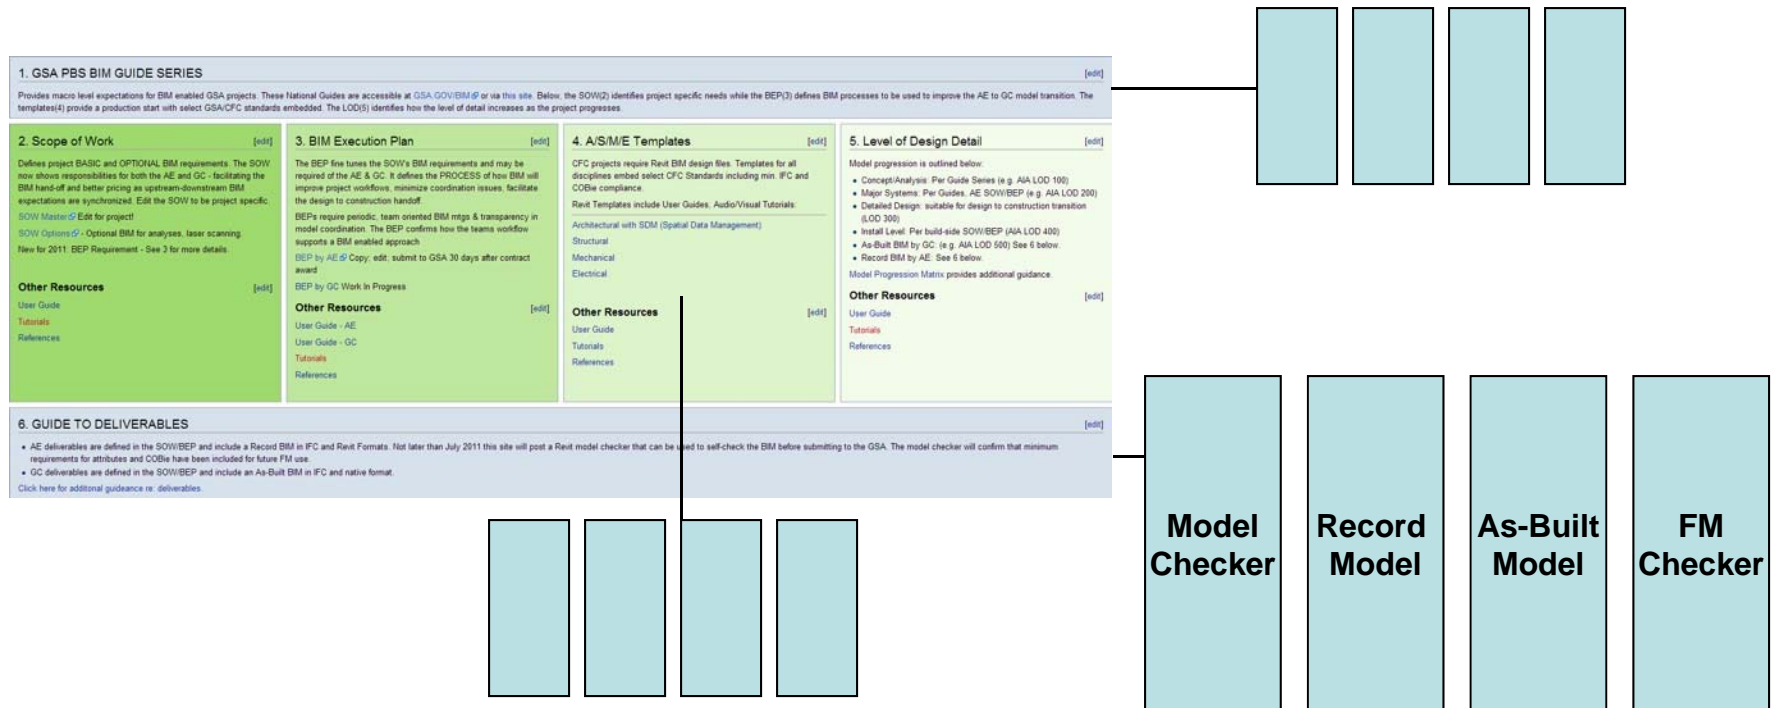 1. GSA PBS BIM GUIDE SERIES [edit]
Provides macro level expectations for BIM enabled GSA projects. These National Guides are accessible at GSA.GOV/BIM or via this site. Below, the SOW(2) identifies project specific needs while the BEP(3) defines BIM processes to be used to improve the AE to GC model transition. The
templates(4) provide a production start with select GSA/CFC standards embedded. The LOD(5) identifies how the level of detail increases as the project progresses.
2. Scope of Work [edit]
Defines project BASIC and OPTIONAL BIM requirements. The SOW
now shows responsibilities for both the AE and GC - facilitating the
BIM hand-off and better pricing as upstream-downstream BIM
expectations are synchronized. Edit the SOW to be project specific.
SOW Master Edit for project!
SOW Options - Optional BIM for analyses, laser scanning.
New for 2011: BEP Requirement - See 3 for more details.
Other Resources [edit]
User Guide
Tutorials
References
3. BIM Execution Plan [edit]
The BEP fine tunes the SOW's BIM requirements and may be
required of the AE & GC. It defines the PROCESS of how BIM will
improve project workflows, minimize coordination issues, facilitate
the design to construction handoff.
BEPs require periodic, team oriented BIM mtgs & transparency in
model coordination. The BEP confirms how the teams workflow
supports a BIM enabled approach
BEP by AE Copy, edit, submit to GSA 30 days after contract
award
BEP by GC Work In Progress
Other Resources [edit]
User Guide - AE
User Guide - GC
Tutorials
References
4. A/S/M/E Templates [edit]
CFC projects require Revit BIM design files. Templates for all
disciplines embed select CFC Standards including min. IFC and
COBie compliance.
Revit Templates include User Guides, Audio/Visual Tutorials:
Architectural with SDM (Spatial Data Management)
Structural
Mechanical
Electrical
Other Resources [edit]
User Guide
Tutorials
References
5. Level of Design Detail [edit]
Model progression is outlined below:
• Concept/Analysis: Per Guide Series (e.g. AIA LOD 100)
• Major Systems: Per Guides, AE SOW/BEP (e.g. AIA LOD 200)
• Detailed Design: suitable for design to construction transition
(LOD 300)
• Install Level: Per build-side SOW/BEP (AIA LOD 400)
• As-Built BIM by GC: (e.g. AIA LOD 500) See 6 below.
• Record BIM by AE: See 6 below.
Model Progression Matrix provides additional guidance.
Other Resources [edit]
User Guide
Tutorials
References
6. GUIDE TO DELIVERABLES [edit]
• AE deliverables are defined in the SOW/BEP and include a Record BIM in IFC and Revit Formats. Not later than July 2011 this site will post a Revit model checker that can be used to self-check the BIM before submitting to the GSA. The model checker will confirm that minimum
requirements for attributes and COBie have been included for future FM use.
• GC deliverables are defined in the SOW/BEP and include an As-Built BIM in IFC and native format.
Click here for additonal guideance re: deliverables.
Model
Checker
Record
Model
As-Built
Model
FM
Checker